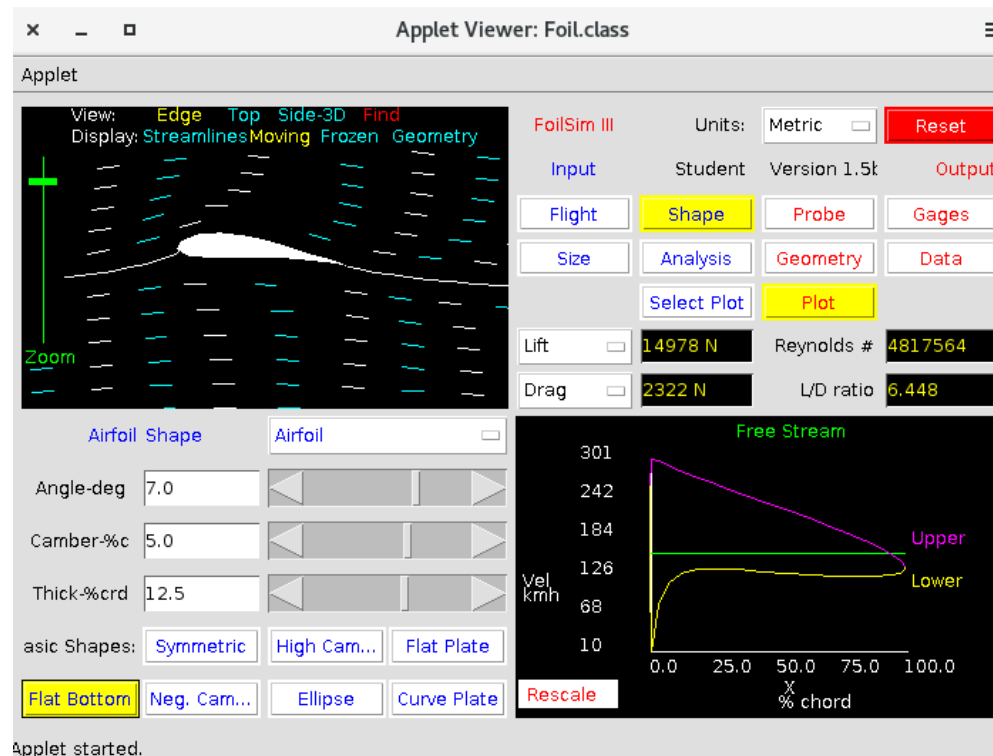 Applet Viewer: Foil.class
Applet
View: Edge Top Side-3D Find
Display: Streamlines Moving Frozen Geometry
Zoom
FoilSim III Units: Metric Reset
Input Student Version 1.5b Output
Flight Shape Probe Gages
Size Analysis Geometry Data
Select Plot Plot
Lift 14978 N Reynolds # 4817564
Drag 2322 N L/D ratio 6.448
Airfoil Shape Airfoil
Angle-deg 7.0
Camber-%c 5.0
Thick-%crd 12.5
asic Shapes: Symmetric High Cam... Flat Plate
Flat Bottom Neg. Cam... Ellipse Curve Plate
Free Stream
301
242
184
126
68
10
Vel
kmh
Upper
Lower
0.0 25.0 50.0 75.0 100.0
X
% chord
Rescale
Applet started.